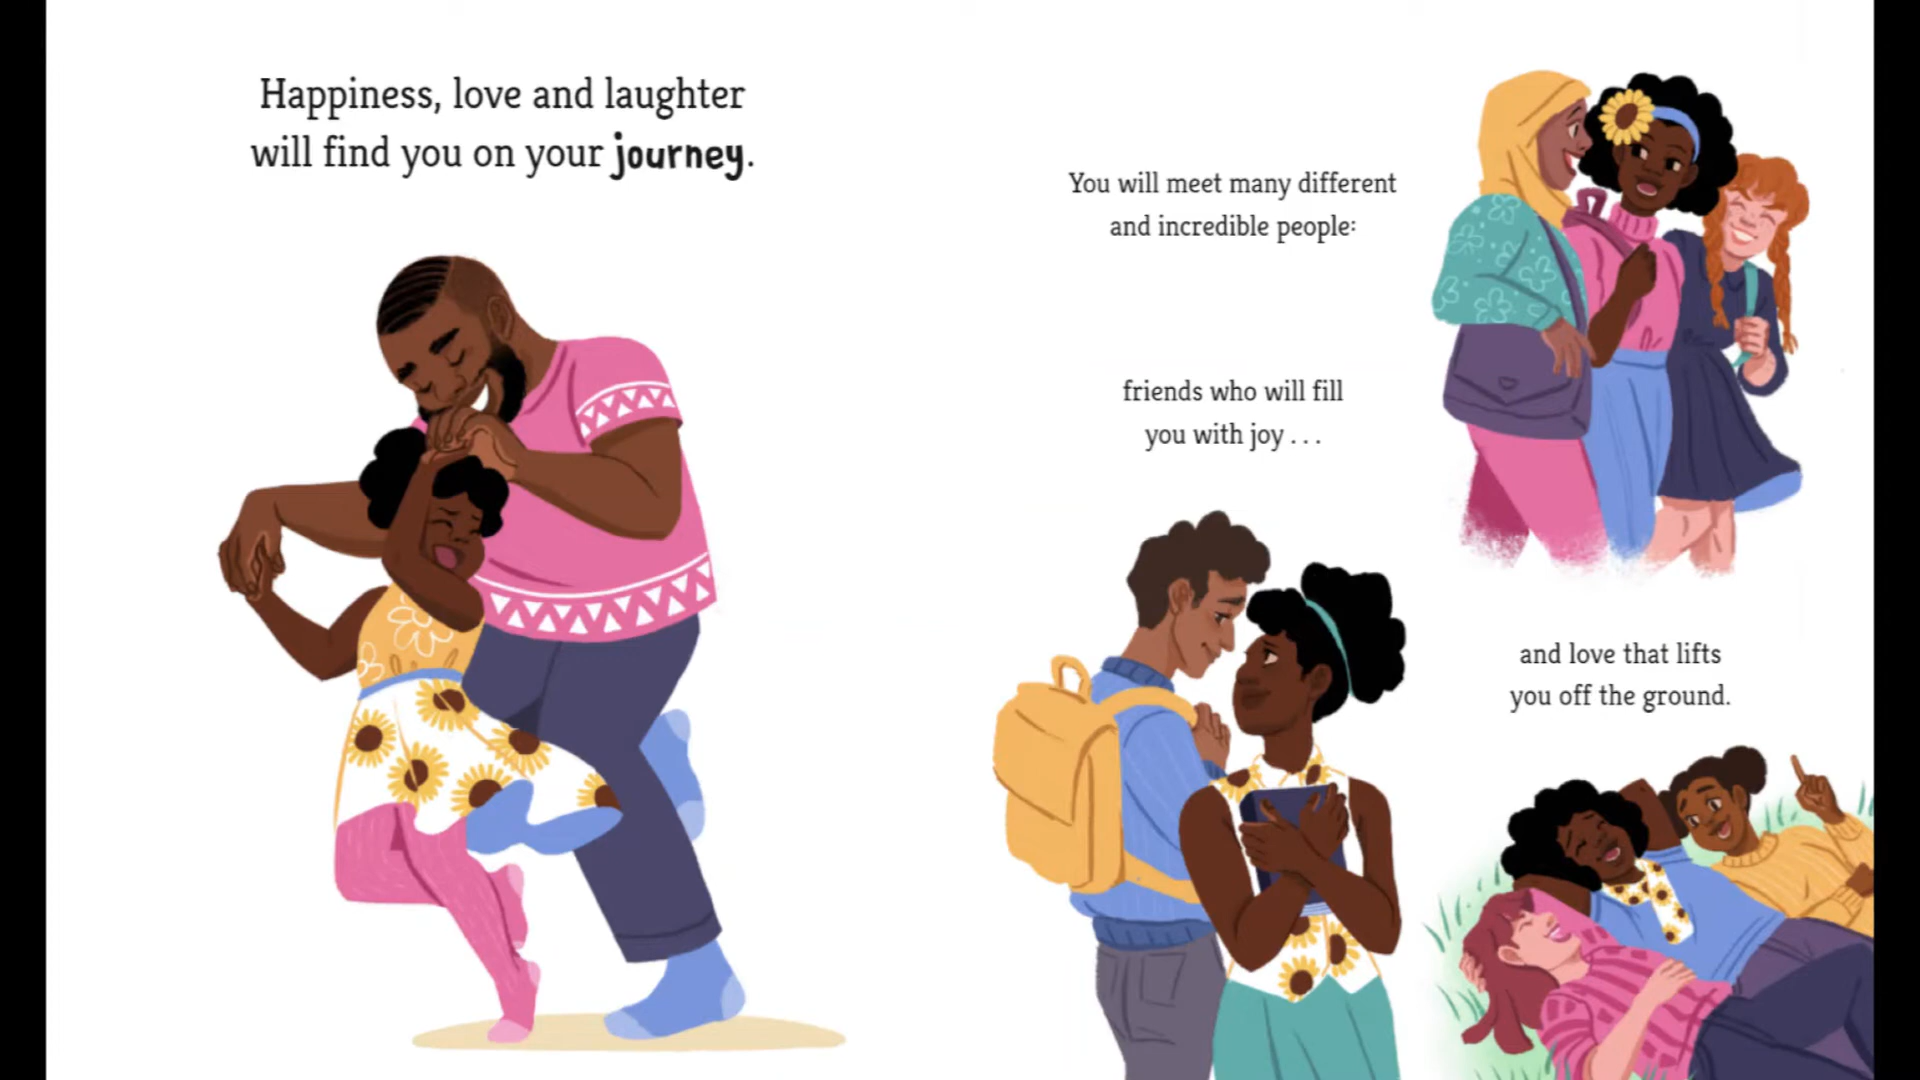 Happiness, love and laughter
will find you on your journey.
You will meet many different
and incredible people:
friends who will fill
you with joy . . .
and love that lifts
you off the ground.